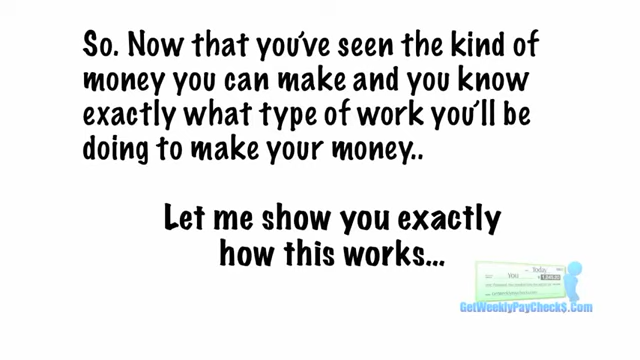 So. Now that you've seen the kind of
money you can make and you know
exactly what type of work you'll be
doing to make your money..
Let me show you exactly
how this works...
Today
You
GetWeeklyPayCheck$.Com